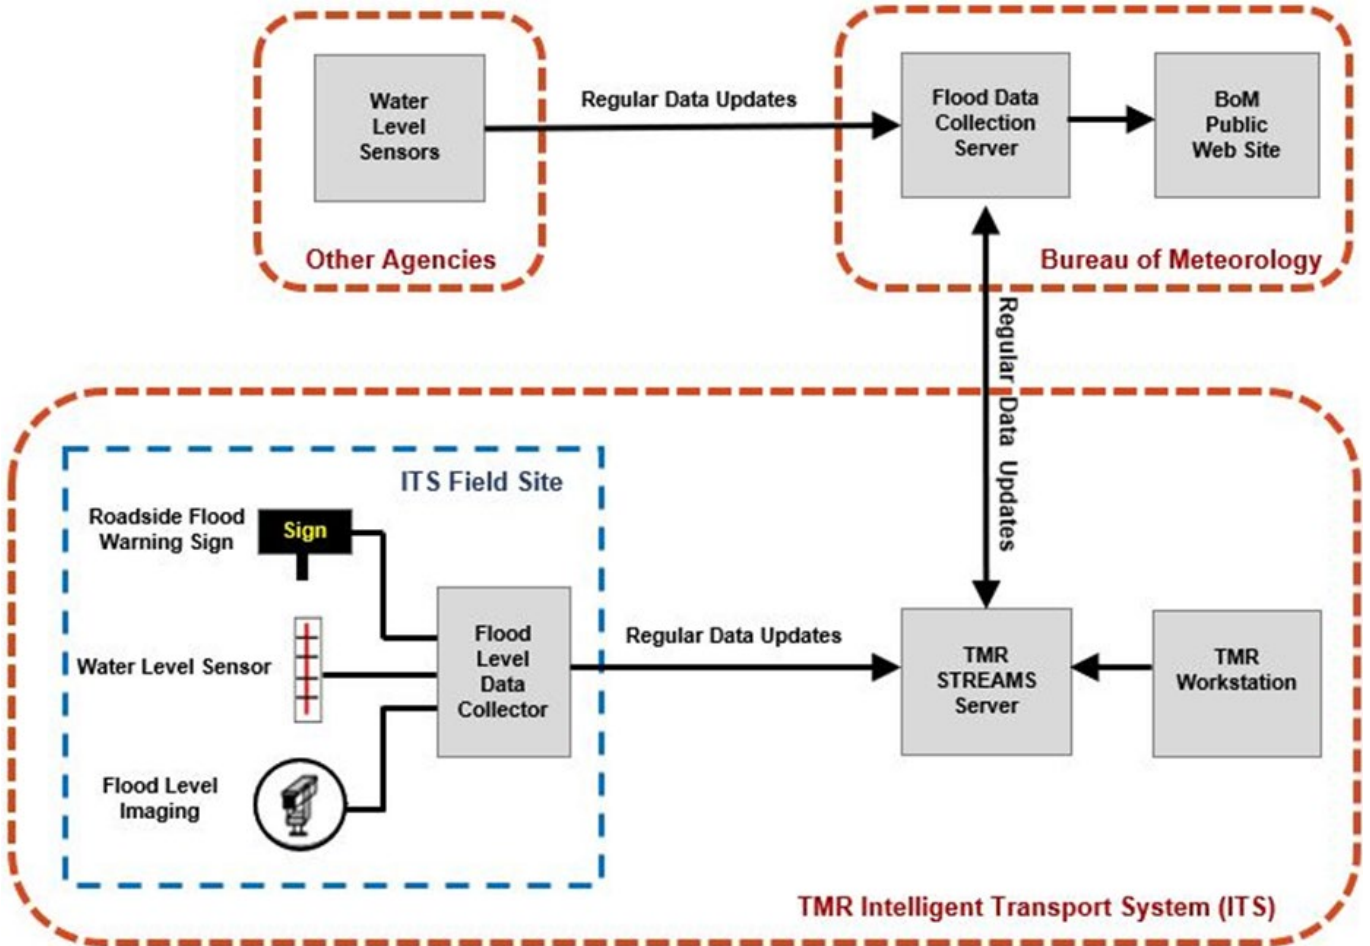 Water
Level
Sensors
Regular Data Updates
Flood Data
Collection
Server
BoM
Public
Web Site
Other Agencies
Bureau of Meteorology
Regular Data Updates
ITS Field Site
Roadside Flood
Warning Sign
Sign
Water Level Sensor
Flood Level
Imaging
Flood
Level
Data
Collector
Regular Data Updates
TMR
STREAMS
Server
TMR
Workstation
TMR Intelligent Transport System (ITS)